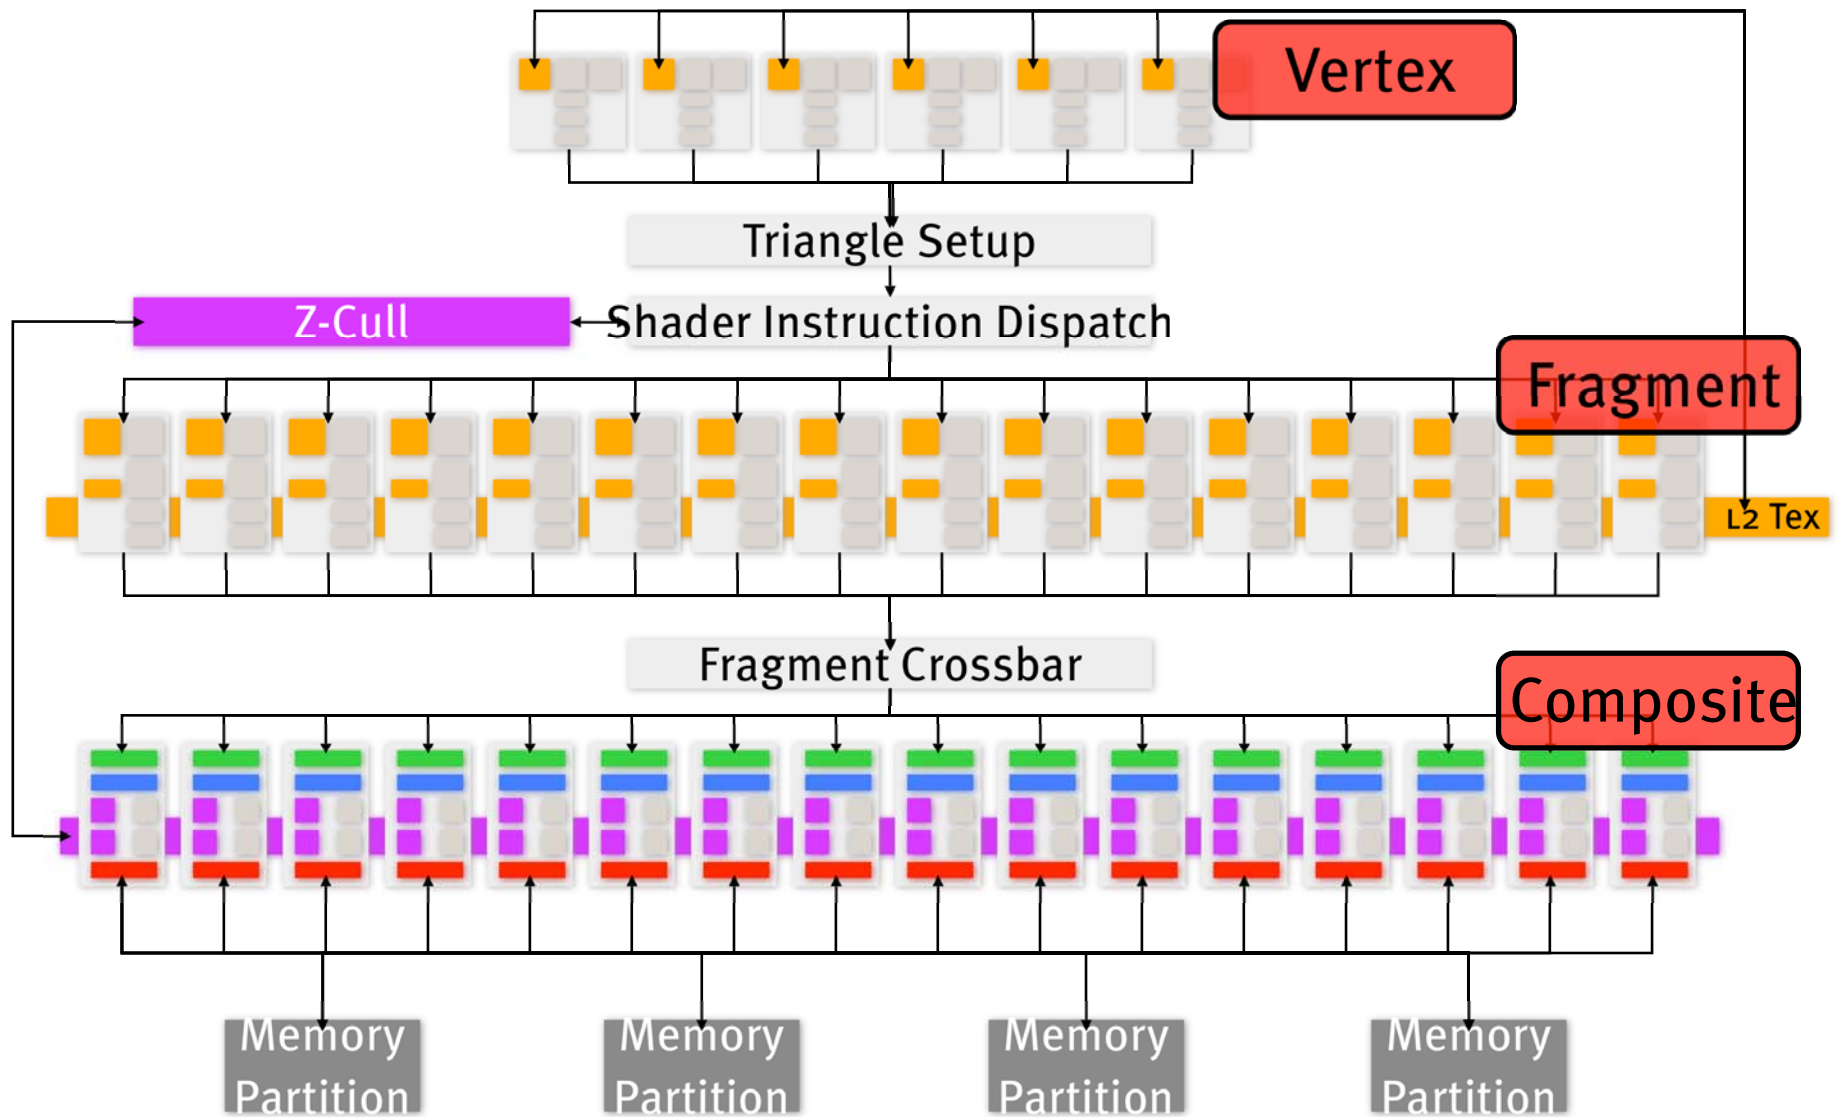 Vertex
Triangle Setup
Z-Cull
Shader Instruction Dispatch
Fragment
L2 Tex
Fragment Crossbar
Composite
Memory
Partition
Memory
Partition
Memory
Partition
Memory
Partition